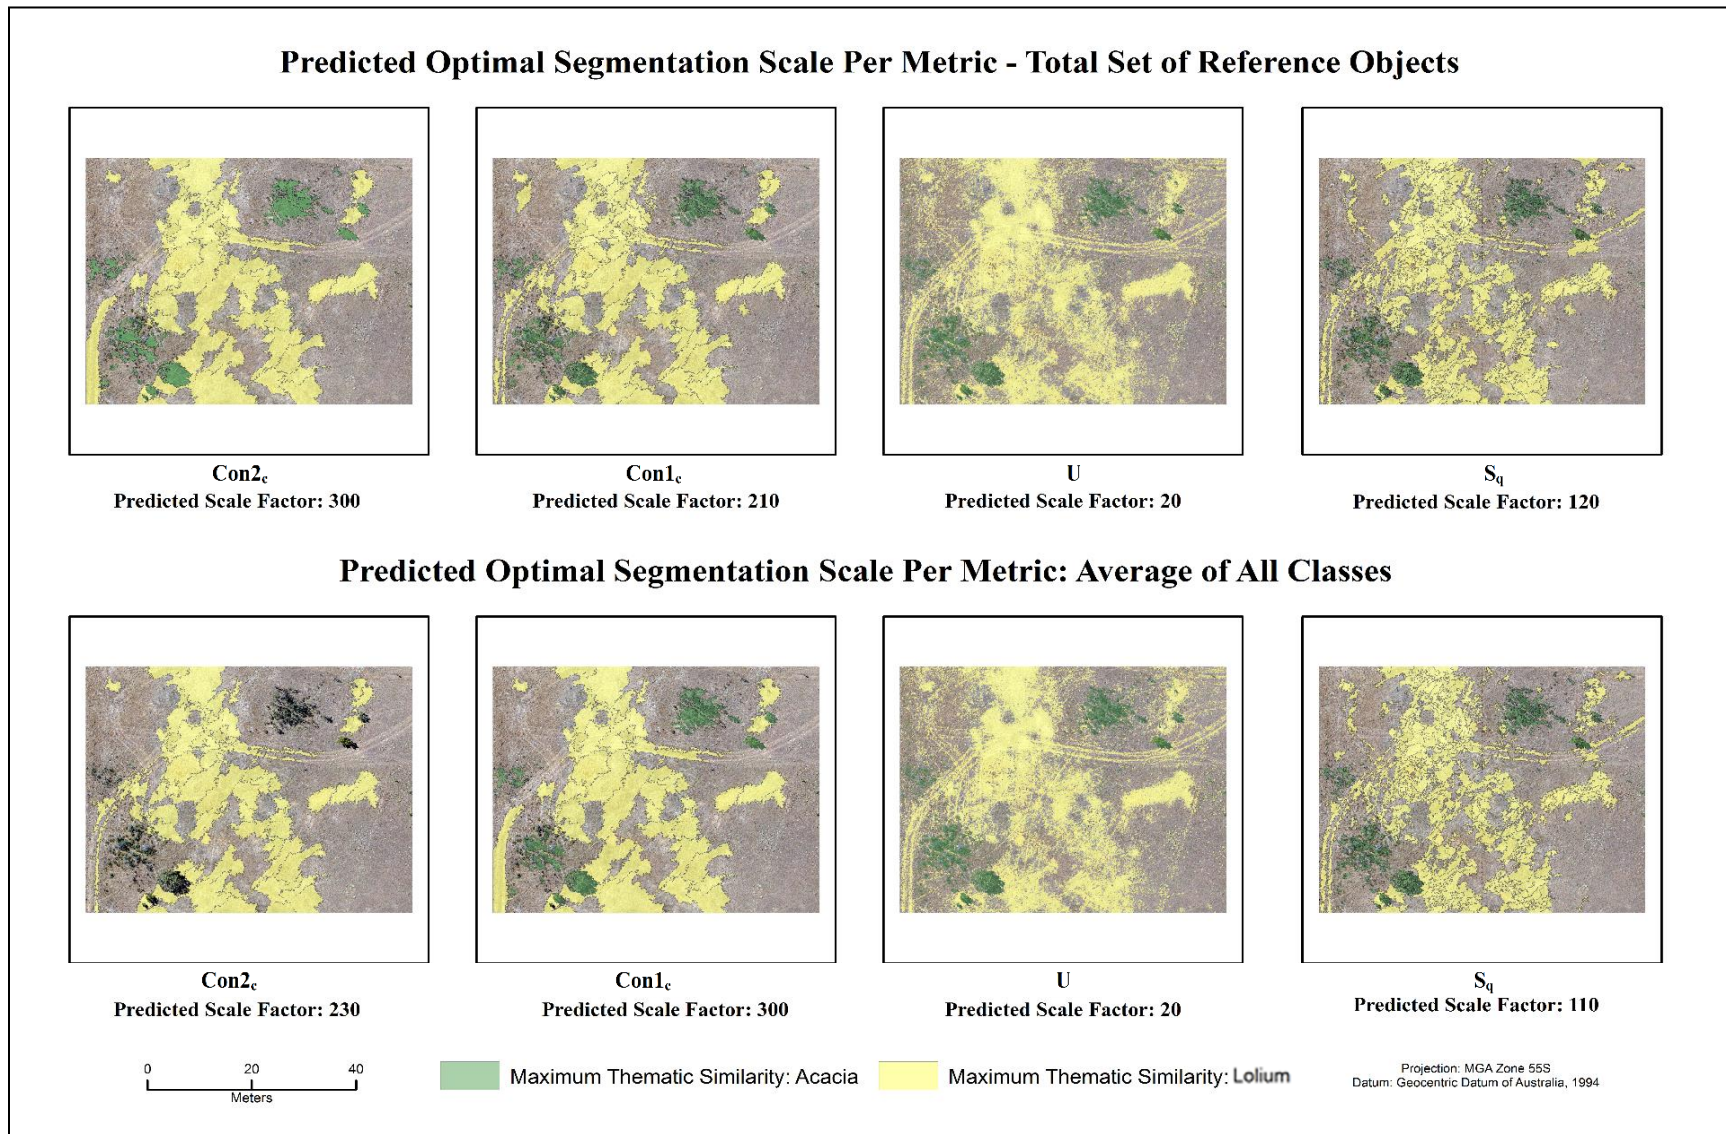 Predicted Optimal Segmentation Scale Per Metric - Total Set of Reference Objects
Con2c
Predicted Scale Factor: 300
Con1c
Predicted Scale Factor: 210
U
Predicted Scale Factor: 20
Sq
Predicted Scale Factor: 120
Predicted Optimal Segmentation Scale Per Metric: Average of All Classes
Con2c
Predicted Scale Factor: 230
Con1c
Predicted Scale Factor: 300
U
Predicted Scale Factor: 20
Sq
Predicted Scale Factor: 110
0 20 40
Meters
Maximum Thematic Similarity: Acacia
Maximum Thematic Similarity: Lolium
Projection: MGA Zone 55S
Datum: Geocentric Datum of Australia, 1994